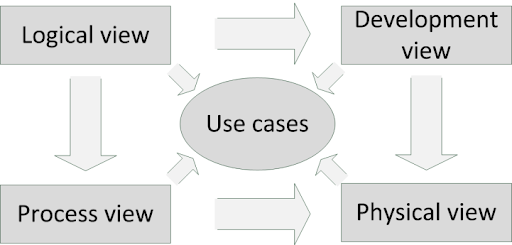 Logical view
Development
view
Use cases
Process view
Physical view